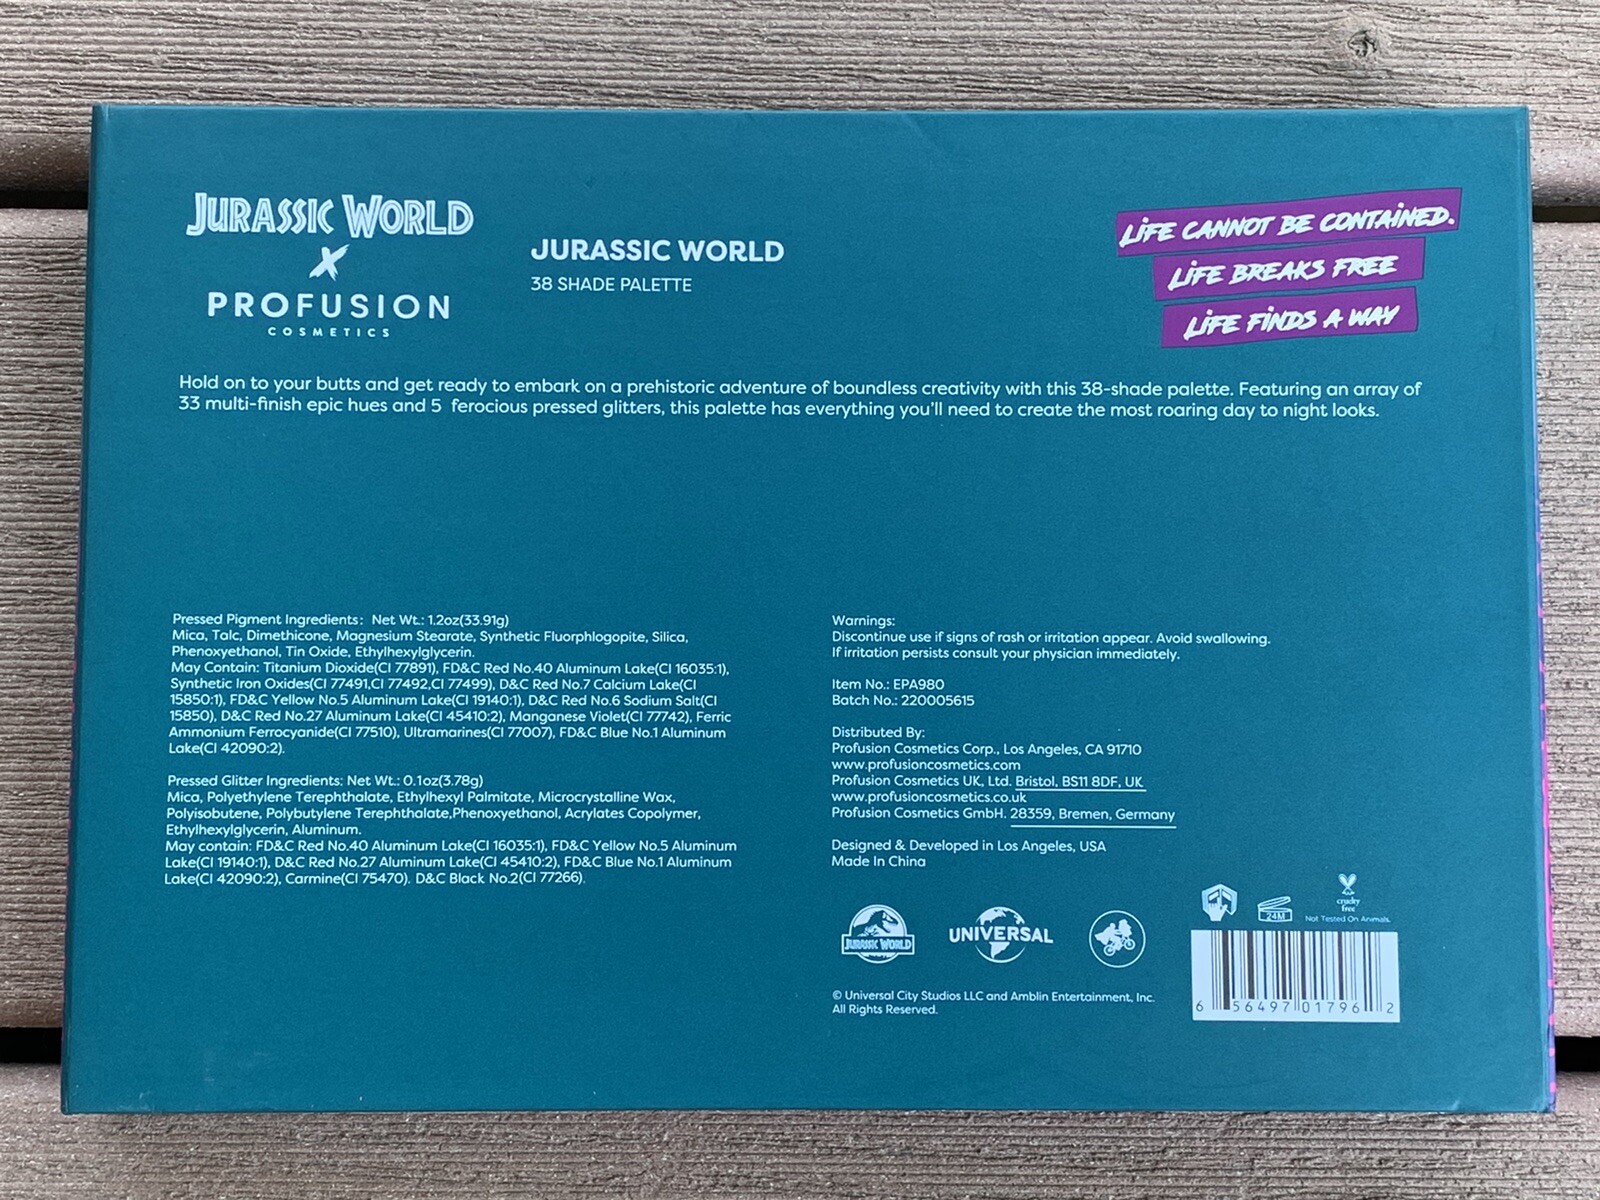 JURASSIC WORLD
X
PROFUSION
COSMETICS
JURASSIC WORLD
38 SHADE PALETTE
LIFE CANNOT BE CONTAINED.
LIFE BREAKS FREE
LIFE FINDS A WAY
Hold on to your butts and get ready to embark on a prehistoric adventure of boundless creativity with this 38-shade palette. Featuring an array of
33 multi-finish epic hues and 5 ferocious pressed glitters, this palette has everything you'll need to create the most roaring day to night looks.
Pressed Pigment Ingredients: Net Wt.: 1.2oz(33.91g)
Mica, Talc, Dimethicone, Magnesium Stearate, Synthetic Fluorphlogopite, Silica,
Phenoxyethanol, Tin Oxide, Ethylhexylglycerin.
May Contain: Titanium Dioxide(CI 77891), FD&C Red No.40 Aluminum Lake(CI 16035:1),
Synthetic Iron Oxides(CI 77491,CI 77492,CI 77499), D&C Red No.7 Calcium Lake(CI
15850:1), FD&C Yellow No.5 Aluminum Lake(CI 19140:1), D&C Red No.6 Sodium Salt(CI
15850), D&C Red No.27 Aluminum Lake(CI 45410:2), Manganese Violet(CI 77742), Ferric
Ammonium Ferrocyanide(CI 77510), Ultramarines(CI 77007), FD&C Blue No.1 Aluminum
Lake(CI 42090:2).
Pressed Glitter Ingredients: Net Wt.: 0.1oz(3.78g)
Mica, Polyethylene Terephthalate, Ethylhexyl Palmitate, Microcrystalline Wax,
Polyisobutene, Polybutylene Terephthalate,Phenoxyethanol, Acrylates Copolymer,
Ethylhexylglycerin, Aluminum.
May contain: FD&C Red No.40 Aluminum Lake(CI 16035:1), FD&C Yellow No.5 Aluminum
Lake(CI 19140:1), D&C Red No.27 Aluminum Lake(CI 45410:2), FD&C Blue No.1 Aluminum
Lake(CI 42090:2), Carmine(CI 75470). D&C Black No.2(CI 77266).
Warnings:
Discontinue use if signs of rash or irritation appear. Avoid swallowing.
If irritation persists consult your physician immediately.
Item No.: EPA980
Batch No.: 220005615
Distributed By:
Profusion Cosmetics Corp., Los Angeles, CA 91710
www.profusioncosmetics.com
Profusion Cosmetics UK, Ltd. Bristol, BS11 8DF, UK
www.profusioncosmetics.co.uk
Profusion Cosmetics GmbH. 28359, Bremen, Germany
Designed & Developed in Los Angeles, USA
Made In China
JURASSIC WORLD
UNIVERSAL
24M
cruelty
free
Not Tested On Animals.
© Universal City Studios LLC and Amblin Entertainment, Inc.
All Rights Reserved.
6 56497 01796 2